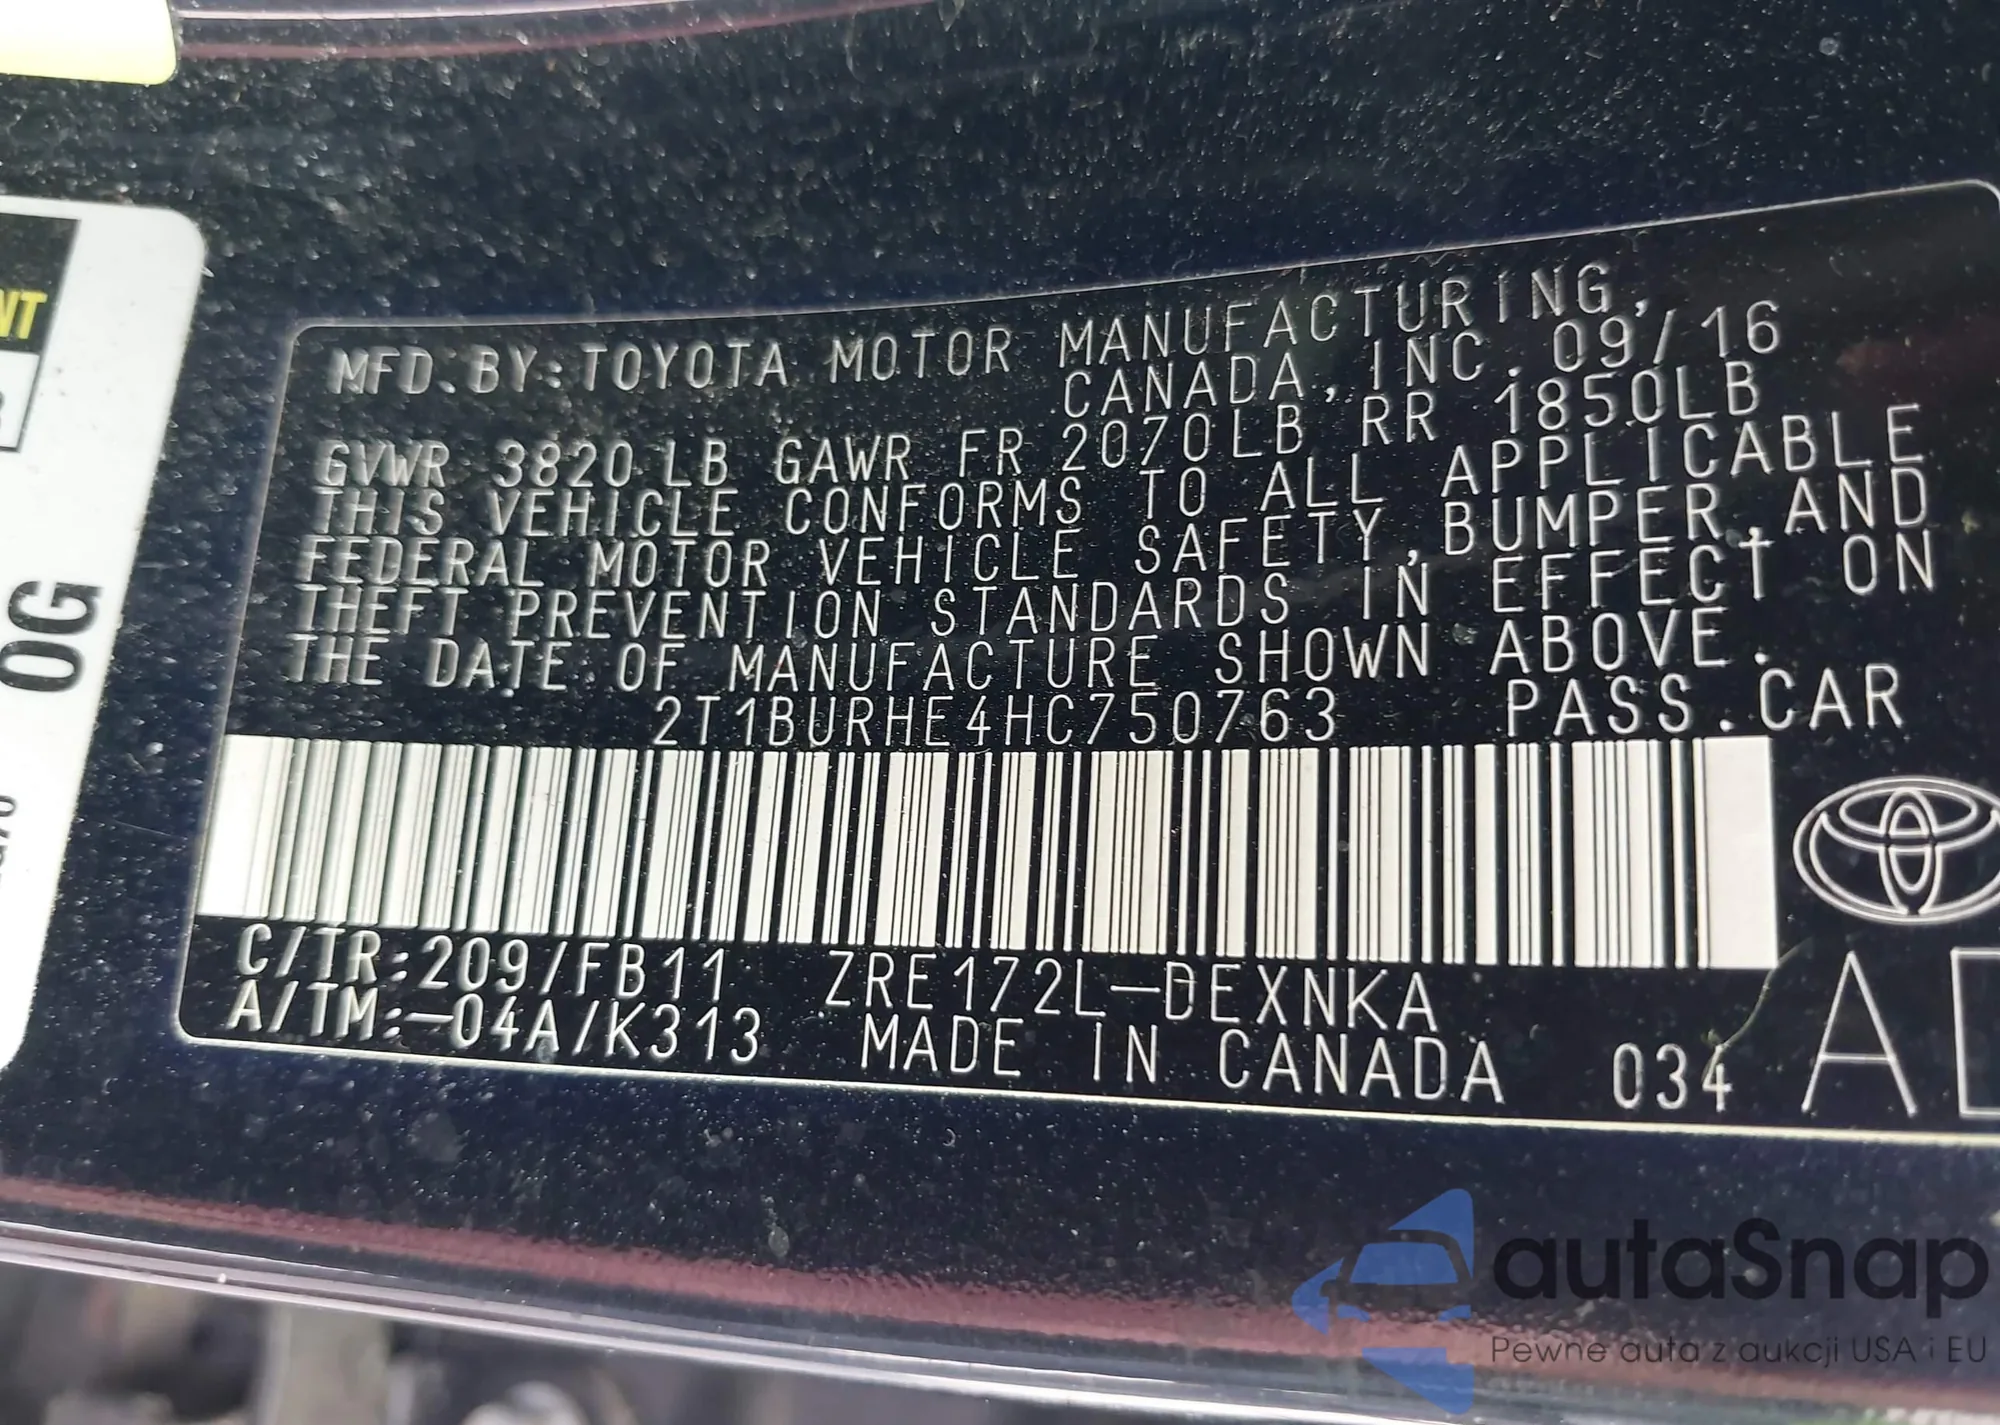 NT
OG
MFD. BY: TOYOTA MOTOR MANUFACTURING,
CANADA, INC. 09/16
GVWR 3820 LB GAWR FR 2070LB RR 1850LB
THIS VEHICLE CONFORMS TO ALL APPLICABLE
FEDERAL MOTOR VEHICLE SAFETY, BUMPER, AND
THEFT PREVENTION STANDARDS IN EFFECT ON
THE DATE OF MANUFACTURE SHOWN ABOVE.
2T1BURHE4HC750763 PASS. CAR
C/TR:209/FB11 ZRE172L-DEXNKA
A/TM:-04A/K313 MADE IN CANADA 034 A
autaSnap
Pewne auta z aukcji USA i EU